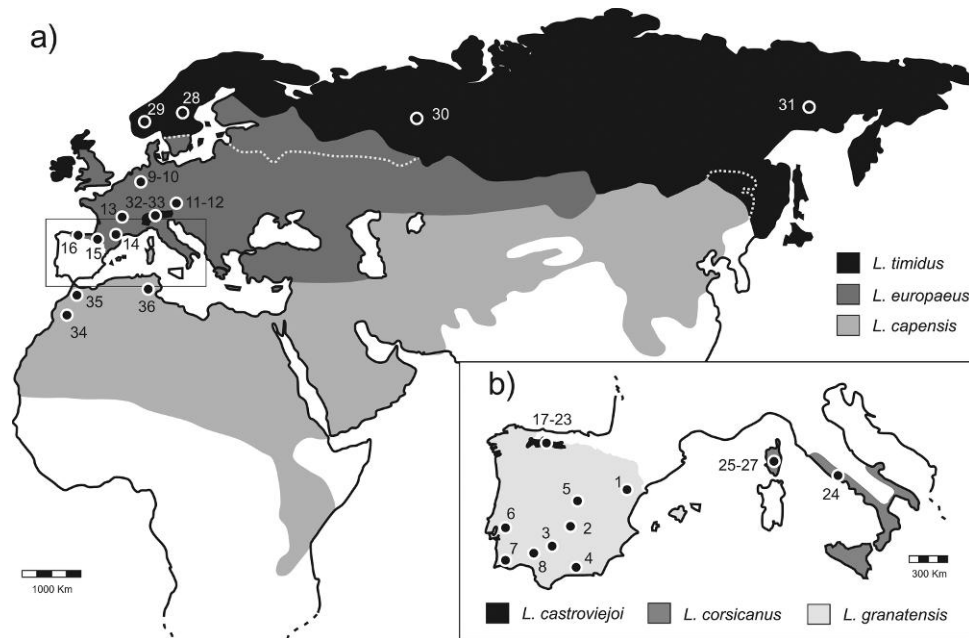 a)
28
29
30
31
9-10
32-33
11-12
13
16
15
14
35
36
34
L. timidus
L. europaeus
L. capensis
1000 Km
b)
17-23
25-27
24
1
5
6
2
3
7
8
4
300 Km
L. castroviejoi
L. corsicanus
L. granatensis